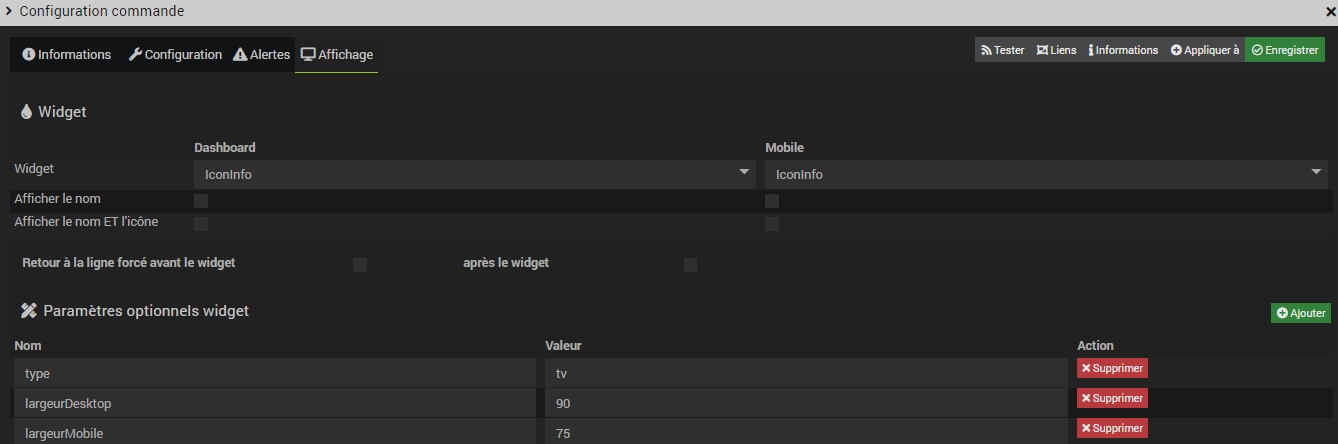 Configuration commande
Informations Configuration Alertes Affichage Tester Liens Informations Appliquer à Enregistrer
Widget
Dashboard Mobile
Widget IconInfo IconInfo
Afficher le nom
Afficher le nom ET l'icône
Retour à la ligne forcé avant le widget après le widget
Paramètres optionnels widget Ajouter
Nom Valeur Action
type tv Supprimer
largeurDesktop 90 Supprimer
largeurMobile 75 Supprimer